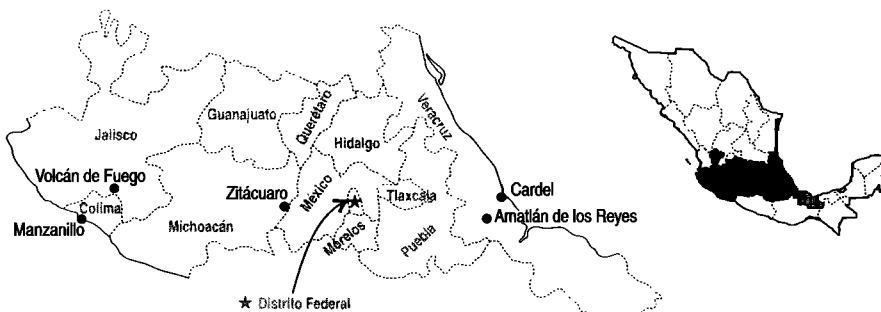 Jalisco
Guanajuato
Querétaro
Hidalgo
Veracruz
Volcán de Fuego
Colima
Manzanillo
Michoacán
Zitácuaro
Mexico
Tlaxcala
Morelos
Puebla
Cardel
Amatlán de los Reyes
★ Distrito Federal